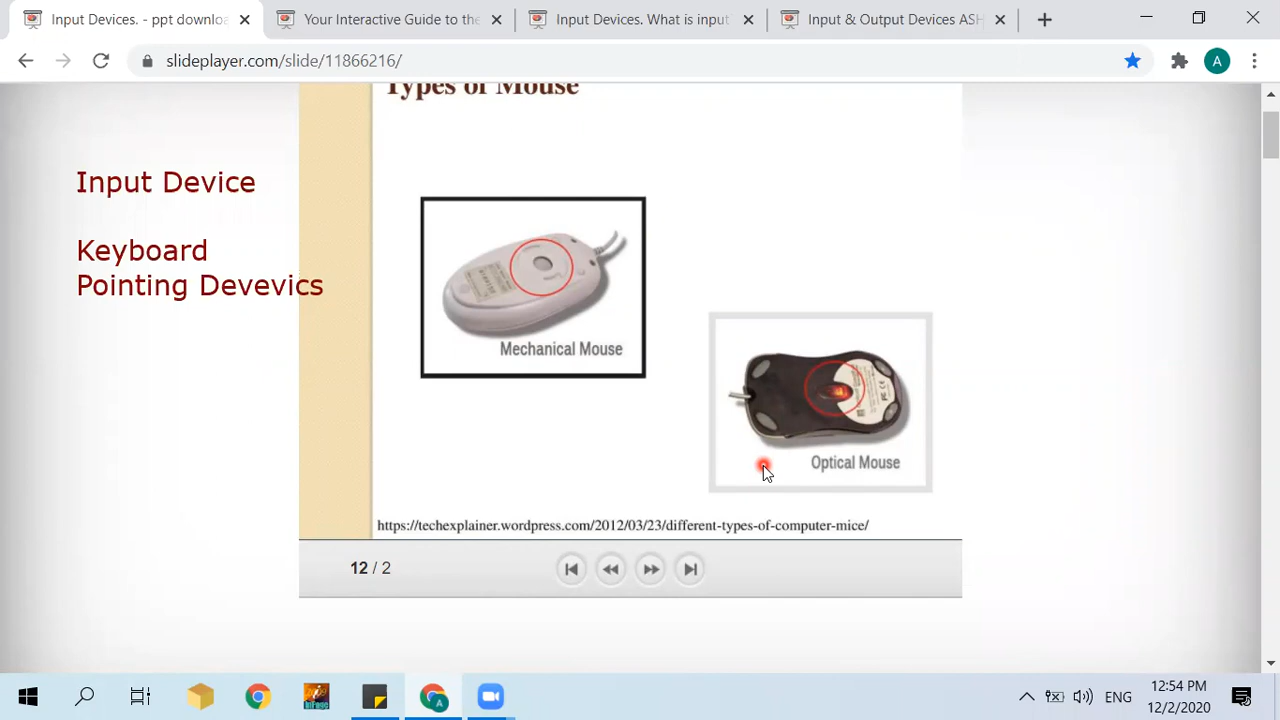 Input Devices. - ppt downloa
Your Interactive Guide to the
Input Devices. What is input
Input & Output Devices ASH
slideplayer.com/slide/11866216/
A
Types of Mouse
Input Device
Keyboard
Pointing Devevics
Mechanical Mouse
Optical Mouse
https://techexplainer.wordpress.com/2012/03/23/different-types-of-computer-mice/
12 / 2
ENG
12:54 PM
12/2/2020